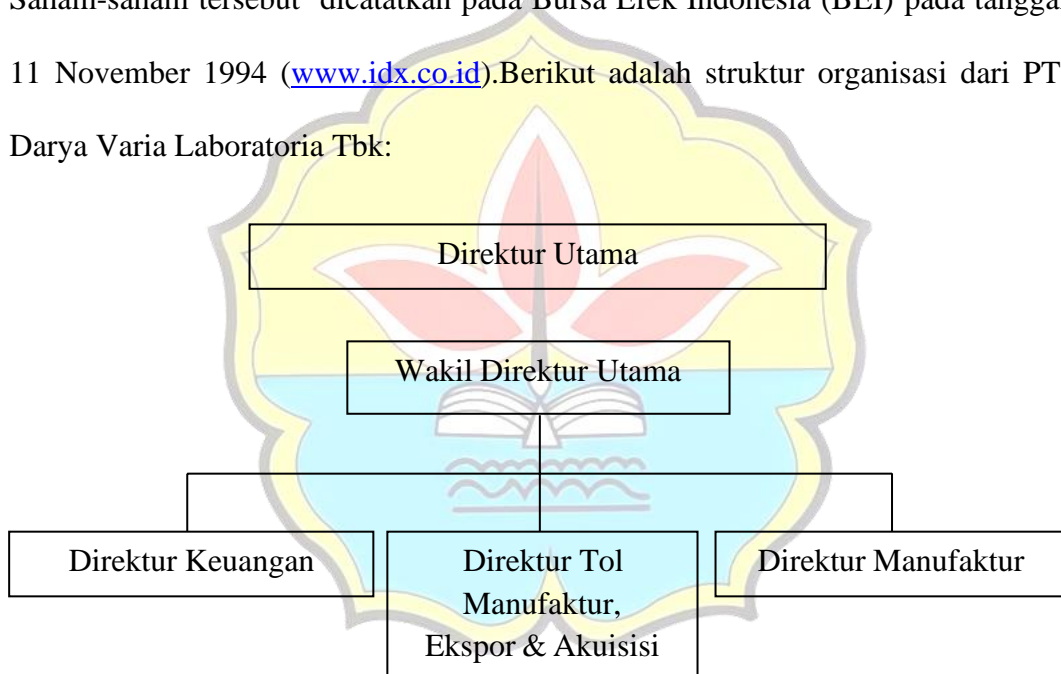 Saham-saham tersebut dicatatkan pada Bursa Efek Indonesia (BEI) pada tanggal
11 November 1994 (www.idx.co.id).Berikut adalah struktur organisasi dari PT
Darya Varia Laboratoria Tbk:
Direktur Utama
Wakil Direktur Utama
Direktur Keuangan
Direktur Tol
Manufaktur,
Ekspor & Akuisisi
Direktur Manufaktur